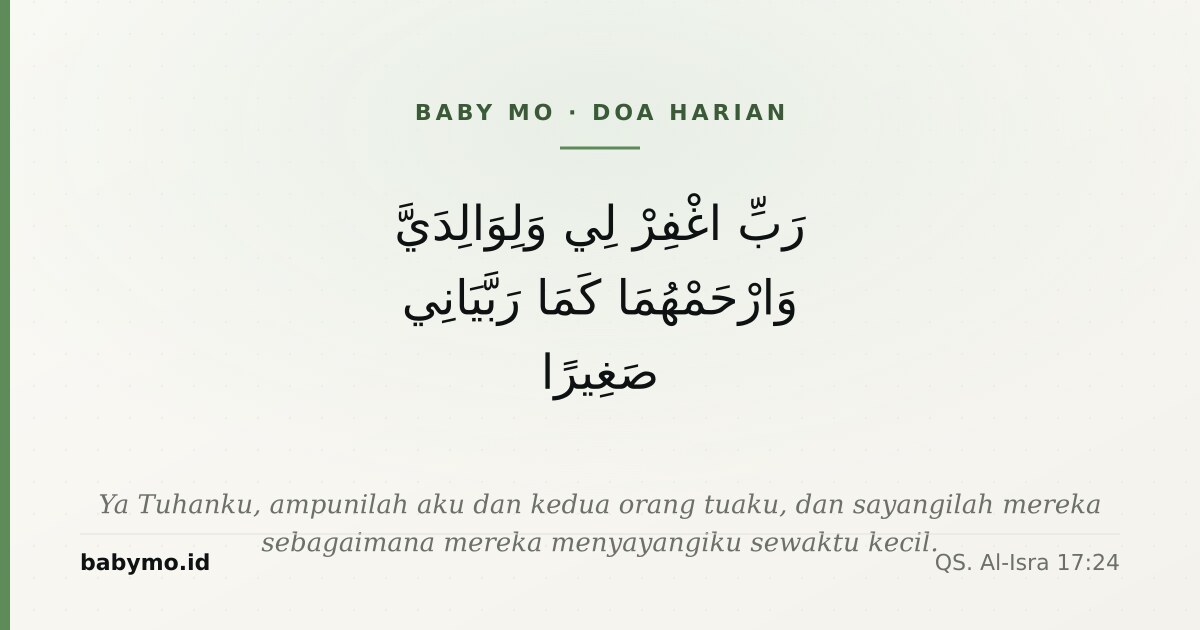 BABY MO · DOA HARIAN
رَبِّ اغْفِرْ لِي وَلِوَالِدَيَّ
وَارْحَمْهُمَا كَمَا رَبَّيَانِي
صَغِيرًا
Ya Tuhanku, ampunilah aku dan kedua orang tuaku, dan sayangilah mereka
sebagaimana mereka menyayangiku sewaktu kecil.
babymo.id
QS. Al-Isra 17:24